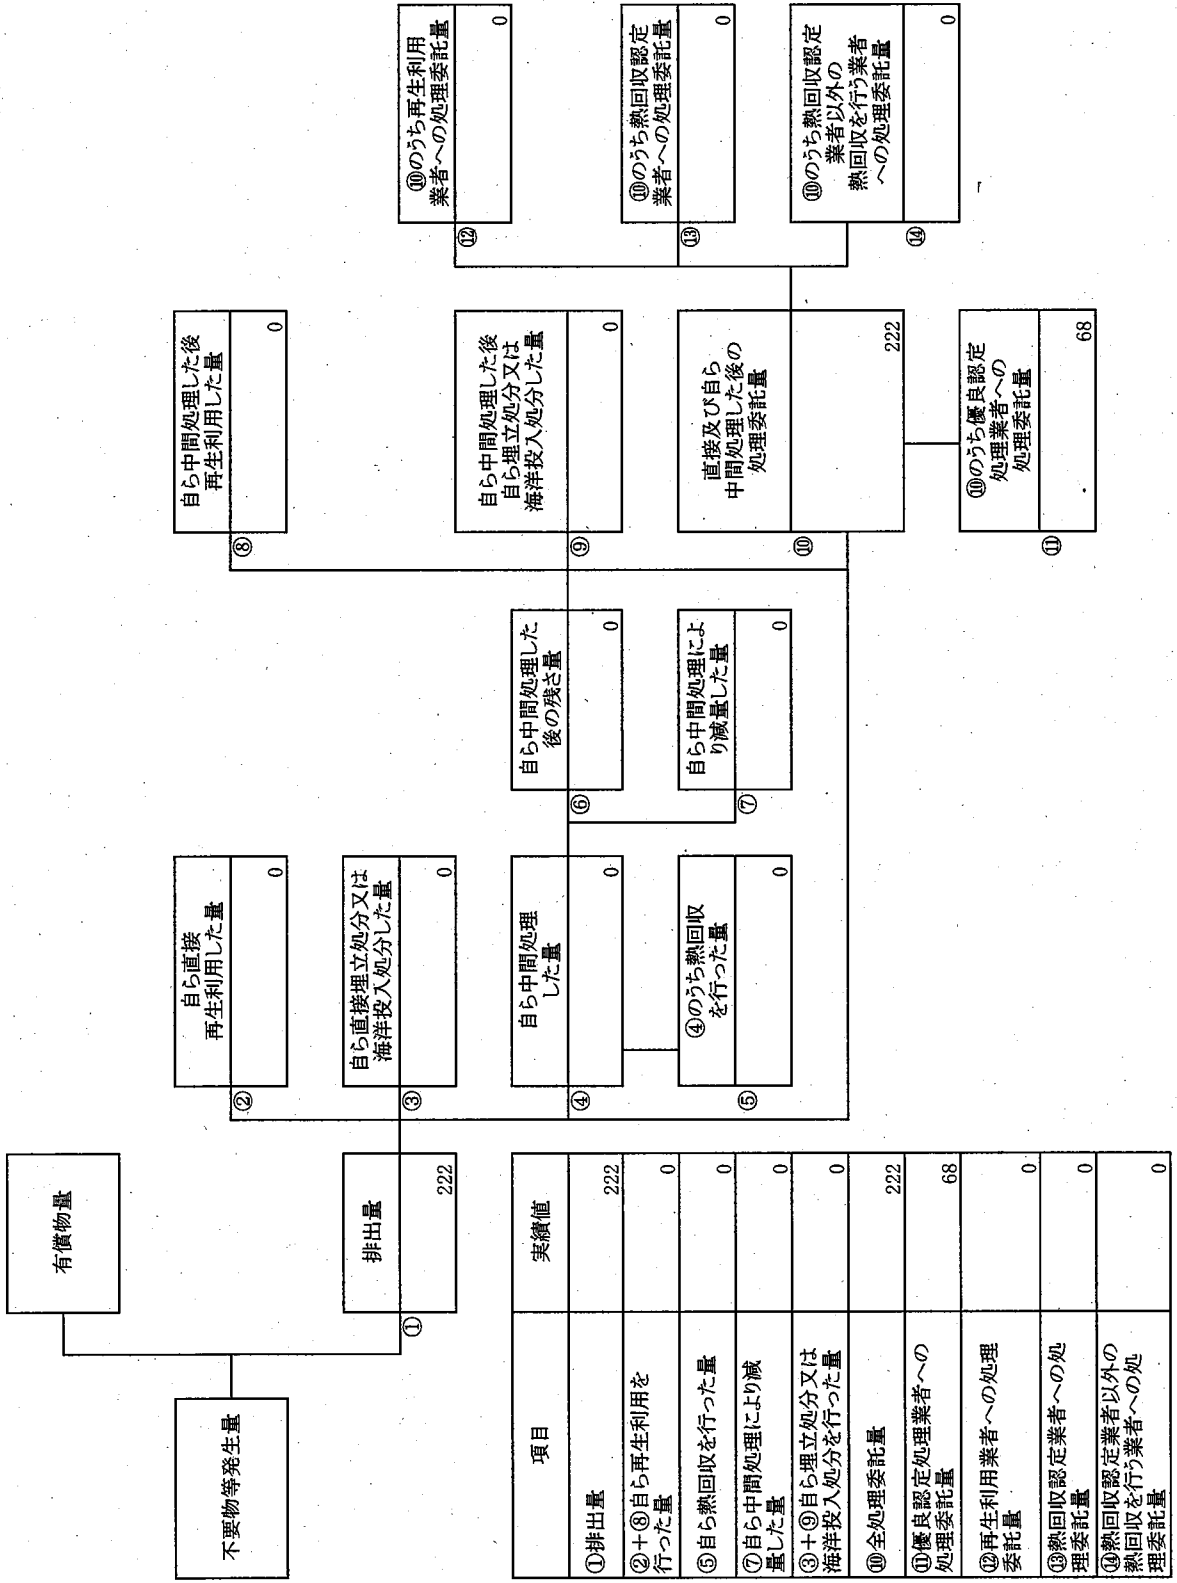 不要物等発生量
有償物量
①
排出量
222
②
自ら直接
再生利用した量
0
③
自ら直接埋立処分又は
海洋投入処分した量
0
④
自ら中間処理
した量
0
⑤
④のうち熱回収
を行った量
0
⑥
自ら中間処理した
後の残さ量
0
⑦
自ら中間処理によ
り減量した量
0
⑧
自ら中間処理した後
再生利用した量
0
⑨
自ら中間処理した後
自ら埋立処分又は
海洋投入処分した量
0
⑩
直接及び自ら
中間処理した後の
処理委託量
222
⑪
⑩のうち優良認定
処理業者への
処理委託量
68
⑫
⑩のうち再生利用
業者への処理委託量
0
⑬
⑩のうち熱回収認定
業者への処理委託量
0
⑭
⑩のうち熱回収認定
業者以外の
熱回収を行う業者
への処理委託量
0
項目 実績値
①排出量 222
②+⑧自ら再生利用を
行った量 0
⑤自ら熱回収を行った量 0
⑦自ら中間処理により減
量した量 0
③+⑨自ら埋立処分又は
海洋投入処分を行った量 0
⑩全処理委託量 222
⑪優良認定処理業者への
処理委託量 68
⑫再生利用業者への処理
委託量 0
⑬熱回収認定業者への処
理委託量 0
⑭熱回収認定業者以外の
熱回収を行う業者への処
理委託量 0